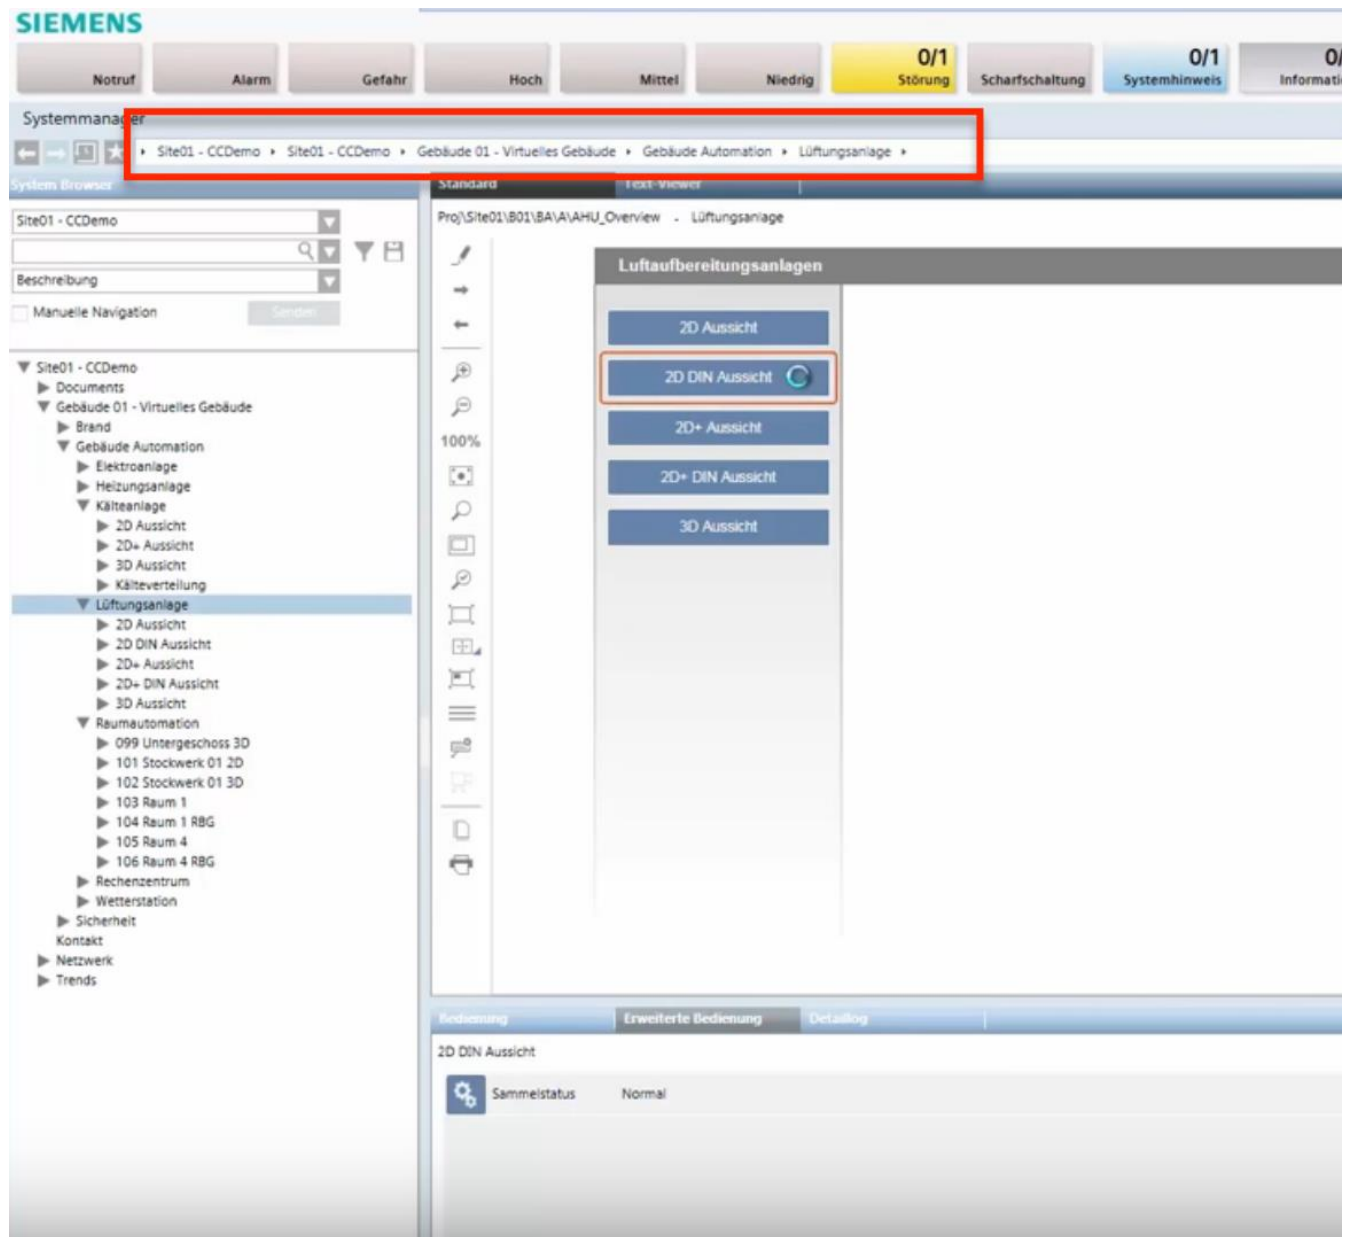 SIEMENS
Notruf Alarm Gefahr Hoch Mittel Niedrig 0/1 Störung Scharfschaltung 0/1 Systemhinweis 0/ Informati
Systemmanager
Site01 - CCDemo Site01 - CCDemo Gebäude 01 - Virtuelles Gebäude Gebäude Automation Lüftungsanlage
System Browser
Standard Text-Viewer
Site01 - CCDemo
Beschreibung
Manuelle Navigation Senden
Site01 - CCDemo
Documents
Gebäude 01 - Virtuelles Gebäude
Brand
Gebäude Automation
Elektroanlage
Heizungsanlage
Kälteanlage
2D Aussicht
2D+ Aussicht
3D Aussicht
Kälteverteilung
Lüftungsanlage
2D Aussicht
2D DIN Aussicht
2D+ Aussicht
2D+ DIN Aussicht
3D Aussicht
Raumautomation
099 Untergeschoss 3D
101 Stockwerk 01 2D
102 Stockwerk 01 3D
103 Raum 1
104 Raum 1 RBG
105 Raum 4
106 Raum 4 RBG
Rechenzentrum
Wetterstation
Sicherheit
Kontakt
Netzwerk
Trends
Proj\Site01\B01\BA\A\AHU_Overview - Lüftungsanlage
100%
Luftaufbereitungsanlagen
2D Aussicht
2D DIN Aussicht
2D+ Aussicht
2D+ DIN Aussicht
3D Aussicht
Bedienung Erweiterte Bedienung Detaillog
2D DIN Aussicht
Sammelstatus Normal